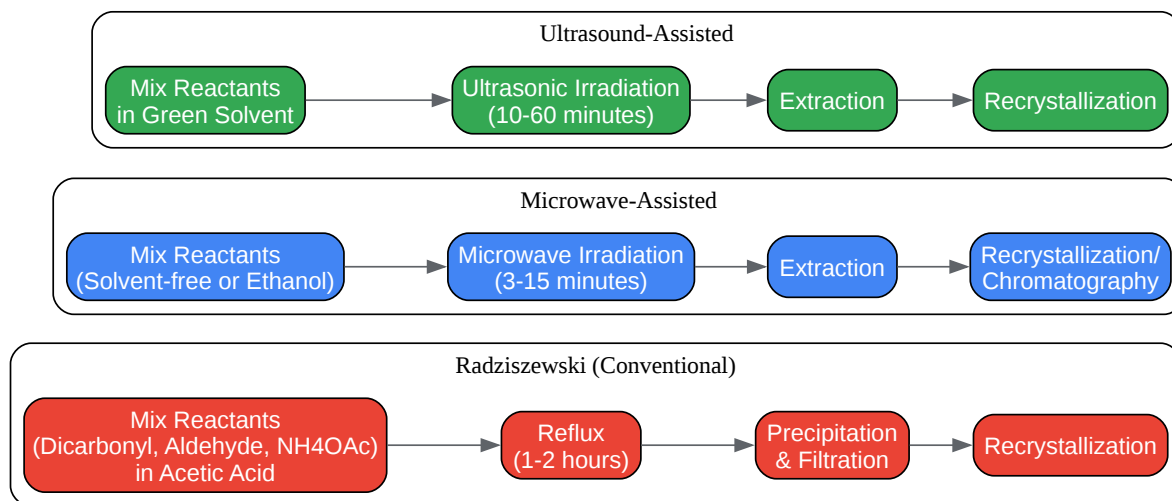 Ultrasound-Assisted
Mix Reactants
in Green Solvent
Ultrasonic Irradiation
(10-60 minutes)
Extraction
Recrystallization
Microwave-Assisted
Mix Reactants
(Solvent-free or Ethanol)
Microwave Irradiation
(3-15 minutes)
Extraction
Recrystallization/
Chromatography
Radziszewski (Conventional)
Mix Reactants
(Dicarbonyl, Aldehyde, NH4OAc)
in Acetic Acid
Reflux
(1-2 hours)
Precipitation
& Filtration
Recrystallization